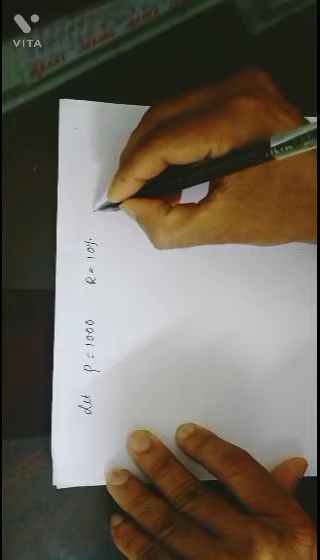 VITA
Let P = 1000 R = 10%